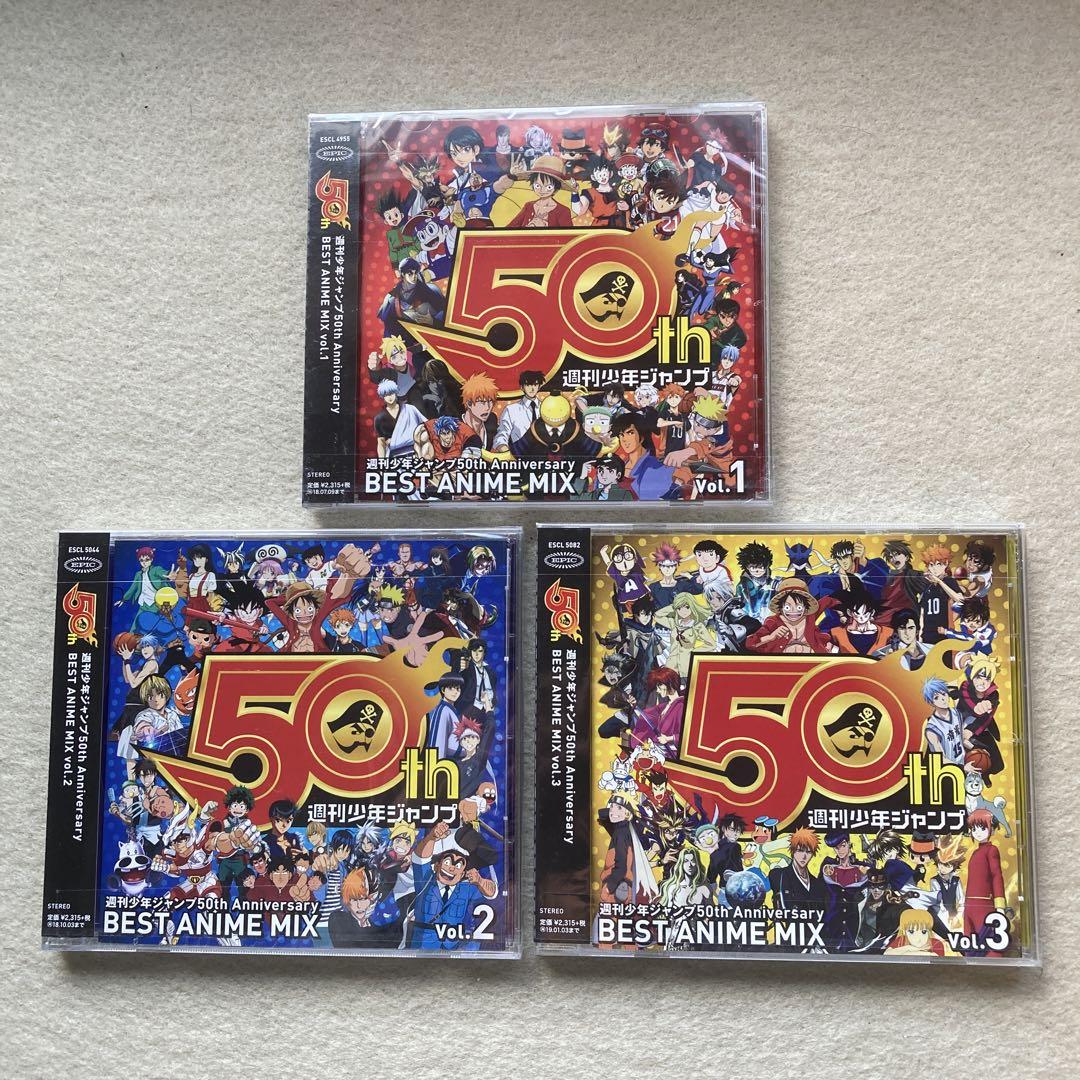 ESCL 4955
EPIC
50th
週刊少年ジャンプ50th Anniversary
BEST ANIME MIX vol.1
STEREO
定価 ¥2,315+税
18.07.09まで
50th
週刊少年ジャンプ
週刊少年ジャンプ50th Anniversary
BEST ANIME MIX Vol.1
21
10
ESCL 5044
EPIC
50th
週刊少年ジャンプ50th Anniversary
BEST ANIME MIX vol.2
STEREO
定価 ¥2,315+税
18.10.03まで
50th
週刊少年ジャンプ
週刊少年ジャンプ50th Anniversary
BEST ANIME MIX Vol.2
ESCL 5082
EPIC
50th
週刊少年ジャンプ50th Anniversary
BEST ANIME MIX vol.3
STEREO
定価 ¥2,315+税
19.01.03まで
10
50th
週刊少年ジャンプ
週刊少年ジャンプ50th Anniversary
BEST ANIME MIX Vol.3